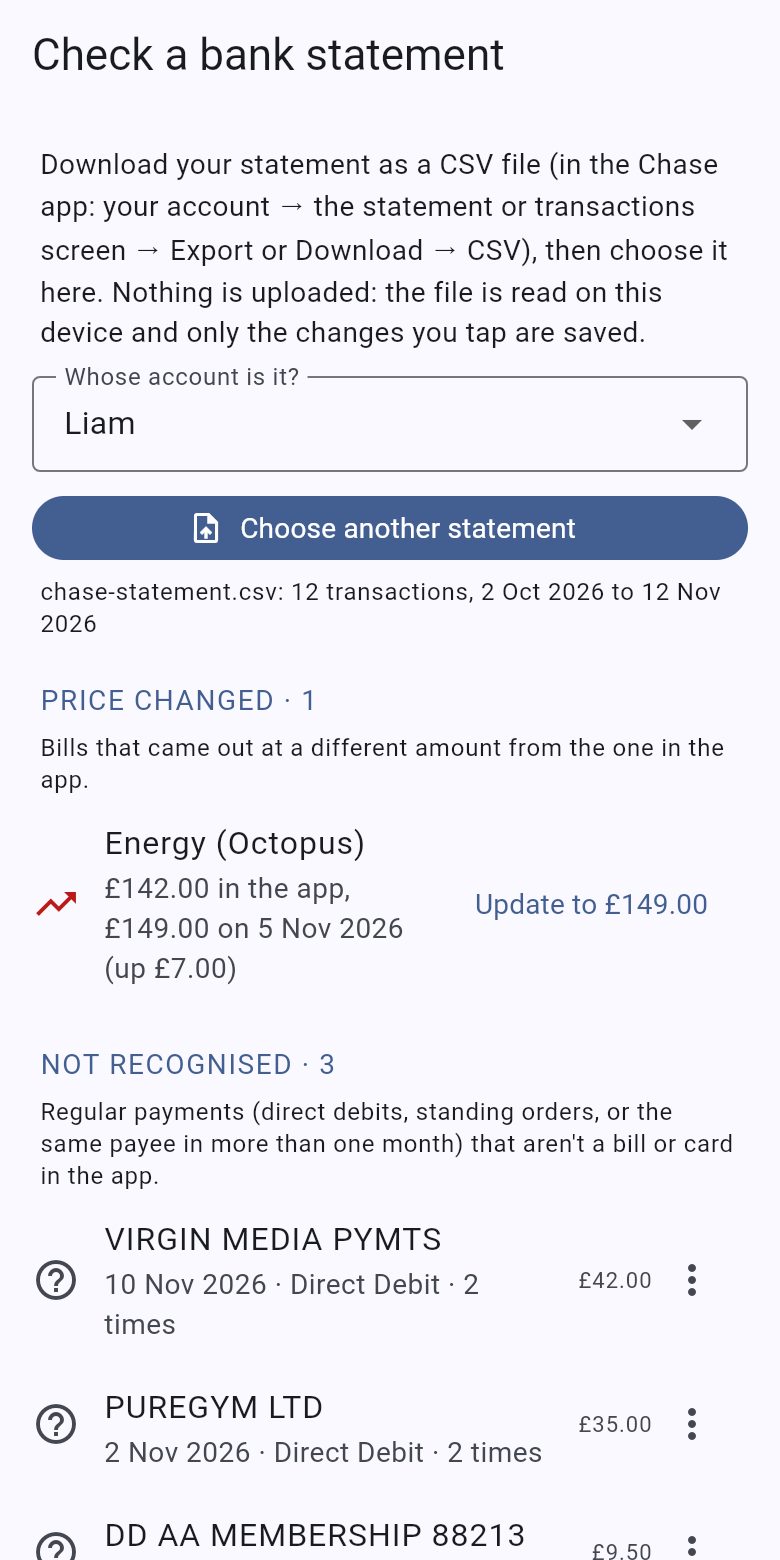 Check a bank statement
Download your statement as a CSV file (in the Chase
app: your account → the statement or transactions
screen → Export or Download → CSV), then choose it
here. Nothing is uploaded: the file is read on this
device and only the changes you tap are saved.
Whose account is it?
Liam
Choose another statement
chase-statement.csv: 12 transactions, 2 Oct 2026 to 12 Nov
2026
PRICE CHANGED · 1
Bills that came out at a different amount from the one in the
app.
Energy (Octopus)
£142.00 in the app,
£149.00 on 5 Nov 2026
(up £7.00)
Update to £149.00
NOT RECOGNISED · 3
Regular payments (direct debits, standing orders, or the
same payee in more than one month) that aren't a bill or card
in the app.
VIRGIN MEDIA PYMTS
10 Nov 2026 · Direct Debit · 2
times
£42.00
PUREGYM LTD
2 Nov 2026 · Direct Debit · 2 times
£35.00
DD AA MEMBERSHIP 88213
£9.50